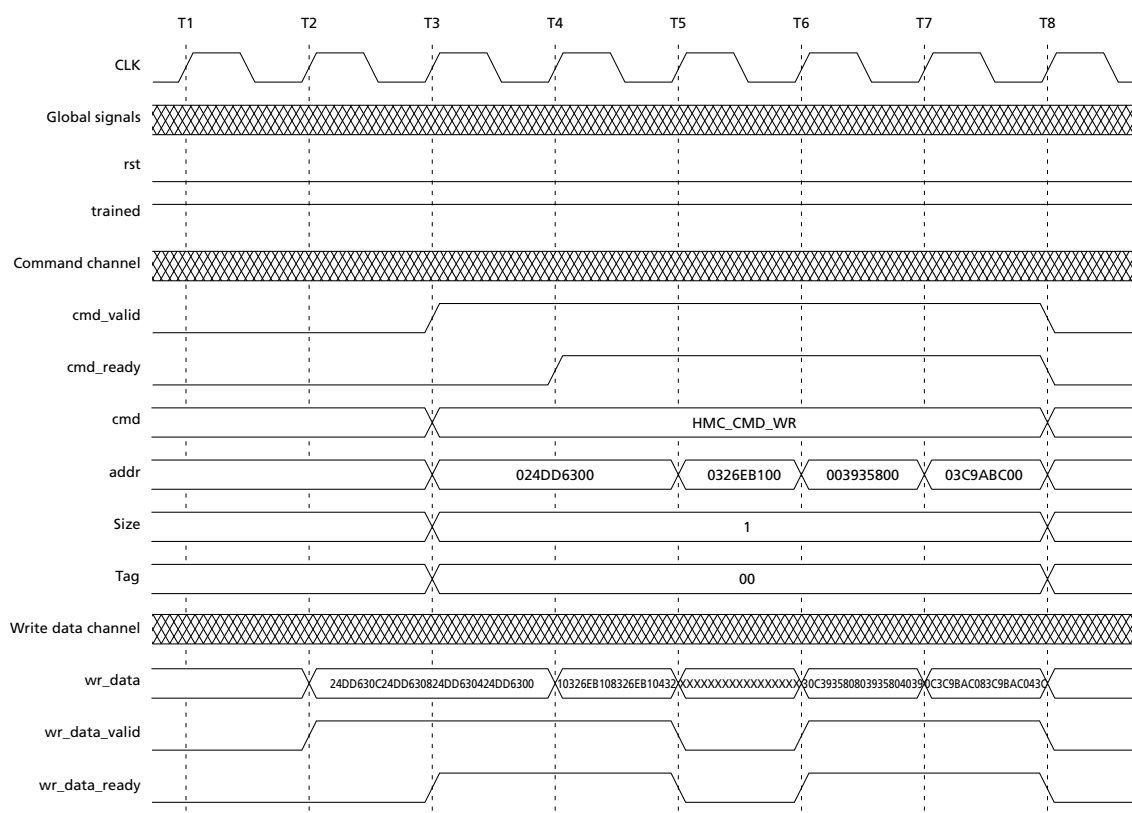 T1 T2 T3 T4 T5 T6 T7 T8
CLK
Global signals
rst
trained
Command channel
cmd_valid
cmd_ready
cmd HMC_CMD_WR
addr 024DD6300 0326EB100 003935800 03C9ABC00
Size 1
Tag 00
Write data channel
wr_data 24DD630C24DD630824DD630424DD6300 10326EB108326EB10432 XXXXXXXXXXXXXXXXX 30C393580803935804039 0C3C9BAC083C9BAC043C
wr_data_valid
wr_data_ready